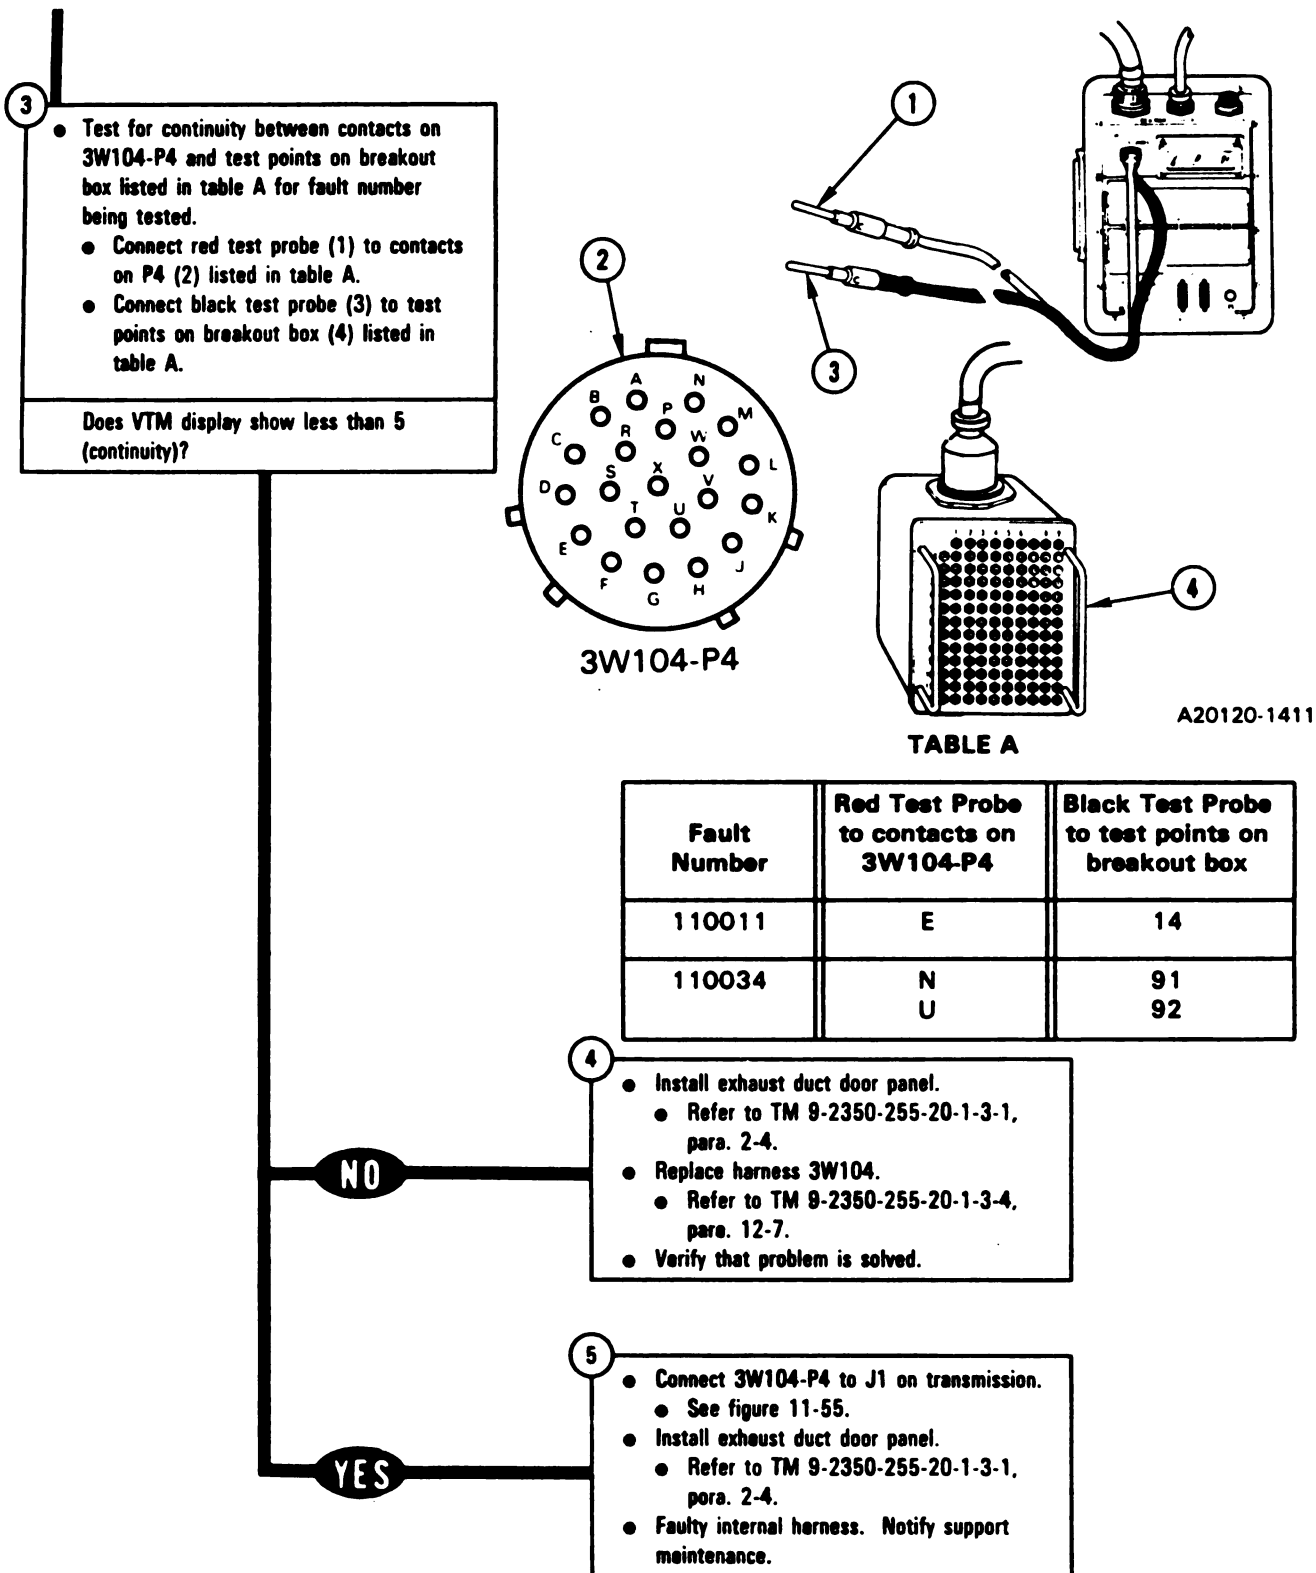 3
● Test for continuity between contacts on
3W104-P4 and test points on breakout
box listed in table A for fault number
being tested.
● Connect red test probe (1) to contacts
on P4 (2) listed in table A.
● Connect black test probe (3) to test
points on breakout box (4) listed in
table A.
Does VTM display show less than 5
(continuity)?
1
2
3
A
N
B
P
M
R
W
C
L
S
X
V
D
K
T
U
E
J
F
G
H
3W104-P4
4
A20120-1411
TABLE A
Fault
Number
Red Test Probe
to contacts on
3W104-P4
Black Test Probe
to test points on
breakout box
110011 E 14
110034 N 91
U 92
4
● Install exhaust duct door panel.
● Refer to TM 9-2350-255-20-1-3-1,
para. 2-4.
● Replace harness 3W104.
● Refer to TM 9-2350-255-20-1-3-4,
para. 12-7.
● Verify that problem is solved.
NO
5
● Connect 3W104-P4 to J1 on transmission.
● See figure 11-55.
● Install exhaust duct door panel.
● Refer to TM 9-2350-255-20-1-3-1,
para. 2-4.
● Faulty internal harness. Notify support
maintenance.
YES